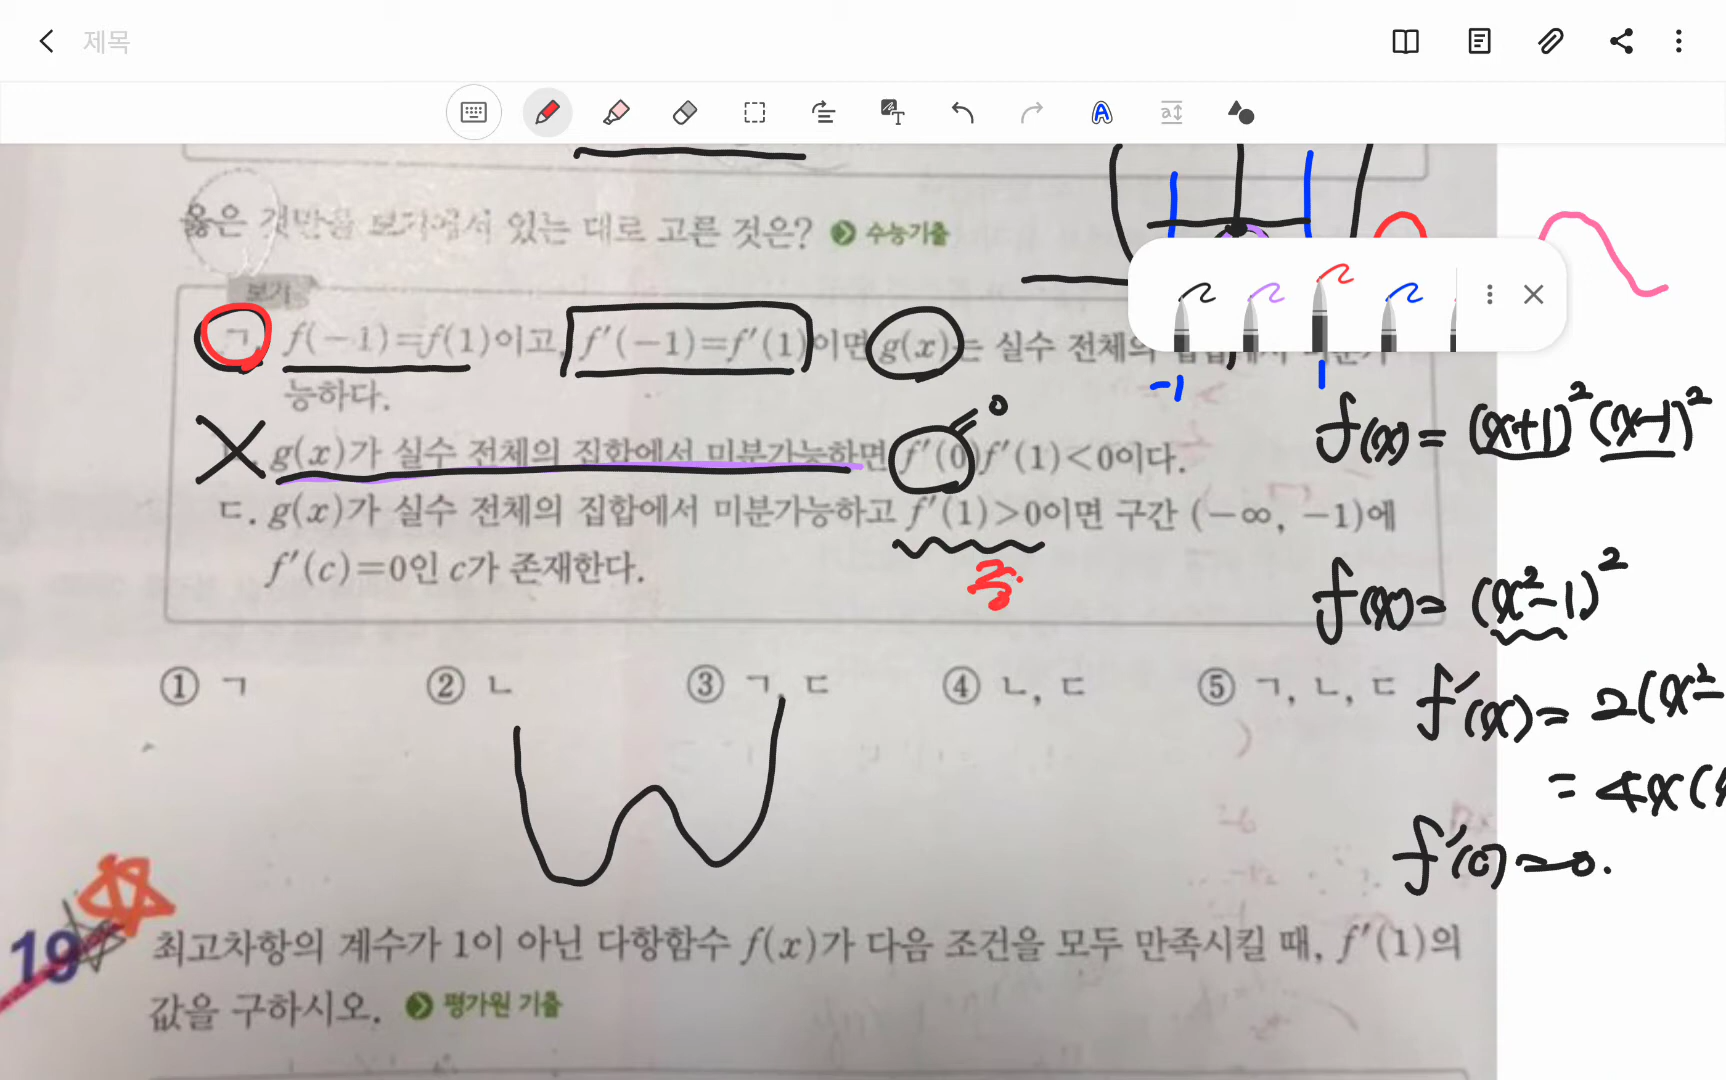 제목
옳은 것만을 보기에서 있는 대로 고른 것은? 수능기출
보기
ㄱ. f(-1)=f(1)이고, f'(-1)=f'(1)이면 g(x)는 실수 전체의
능하다.
-1 1
f(x) = (x+1)² (x-1)²
0
g(x)가 실수 전체의 집합에서 미분가능하면 f'(0)f'(1)<0이다.
ㄷ. g(x)가 실수 전체의 집합에서 미분가능하고 f'(1)>0이면 구간 (-∞, -1)에
f'(c)=0인 c가 존재한다.
f(x) = (x²-1)²
① ㄱ ② ㄴ ③ ㄱ, ㄷ ④ ㄴ, ㄷ ⑤ ㄱ, ㄴ, ㄷ
f'(x) = 2(x²-
= 4x(
f'(0)=0.
19 최고차항의 계수가 1이 아닌 다항함수 f(x)가 다음 조건을 모두 만족시킬 때, f'(1)의
값을 구하시오. 평가원 기출